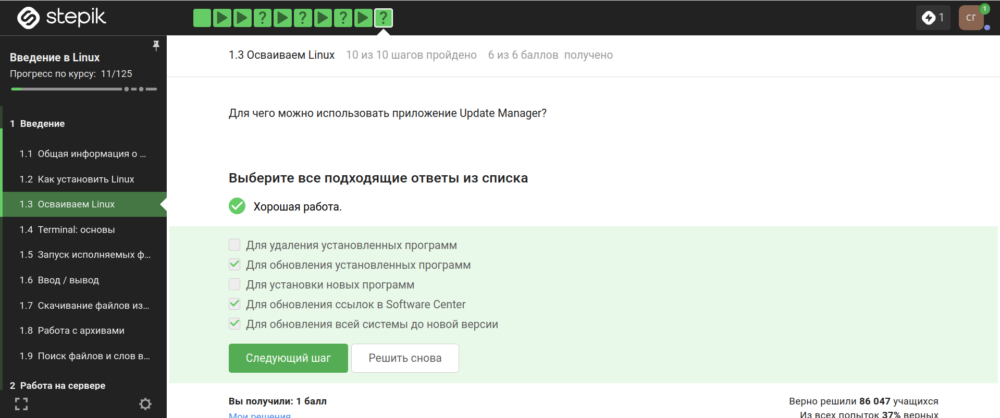 stepik
? ? ? ?
1
СГ
1
Введение в Linux
Прогресс по курсу: 11/125
1 Введение
1.1 Общая информация о ...
1.2 Как установить Linux
1.3 Осваиваем Linux
1.4 Terminal: основы
1.5 Запуск исполняемых ф...
1.6 Ввод / вывод
1.7 Скачивание файлов из...
1.8 Работа с архивами
1.9 Поиск файлов и слов в...
2 Работа на сервере
1.3 Осваиваем Linux 10 из 10 шагов пройдено 6 из 6 баллов получено
Для чего можно использовать приложение Update Manager?
Выберите все подходящие ответы из списка
Хорошая работа.
Для удаления установленных программ
Для обновления установленных программ
Для установки новых программ
Для обновления ссылок в Software Center
Для обновления всей системы до новой версии
Следующий шаг Решить снова
Вы получили: 1 балл
Мои решения
Верно решили 86 047 учащихся
Из всех попыток 37% верных